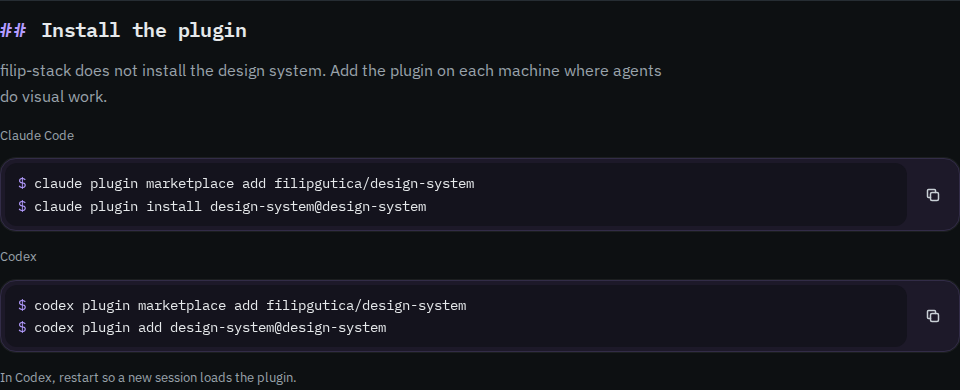 ## Install the plugin
filip-stack does not install the design system. Add the plugin on each machine where agents
do visual work.
Claude Code
$ claude plugin marketplace add filipgutica/design-system
$ claude plugin install design-system@design-system
Codex
$ codex plugin marketplace add filipgutica/design-system
$ codex plugin add design-system@design-system
In Codex, restart so a new session loads the plugin.